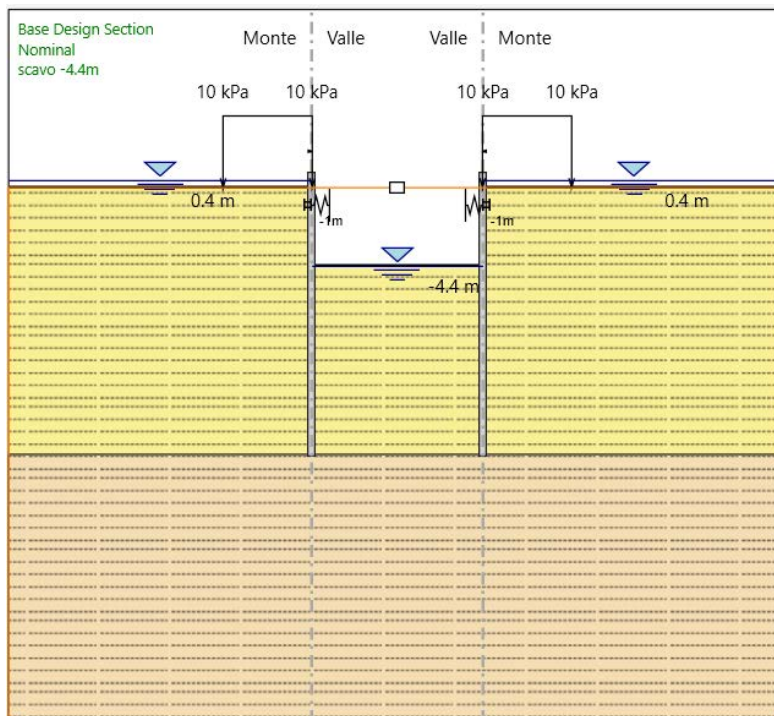 Base Design Section
Nominal
scavo -4.4m
Monte Valle Valle Monte
10 kPa 10 kPa 10 kPa 10 kPa
0.4 m 0.4 m
-1m -1m
-4.4 m